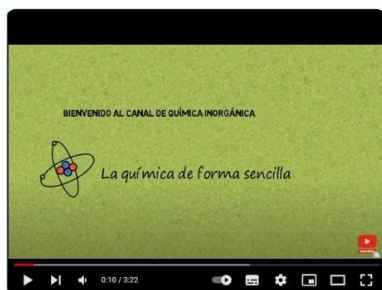 BIENVENIDO AL CANAL DE QUÍMICA INORGÁNICA
La química de forma sencilla
0:10 / 3:22